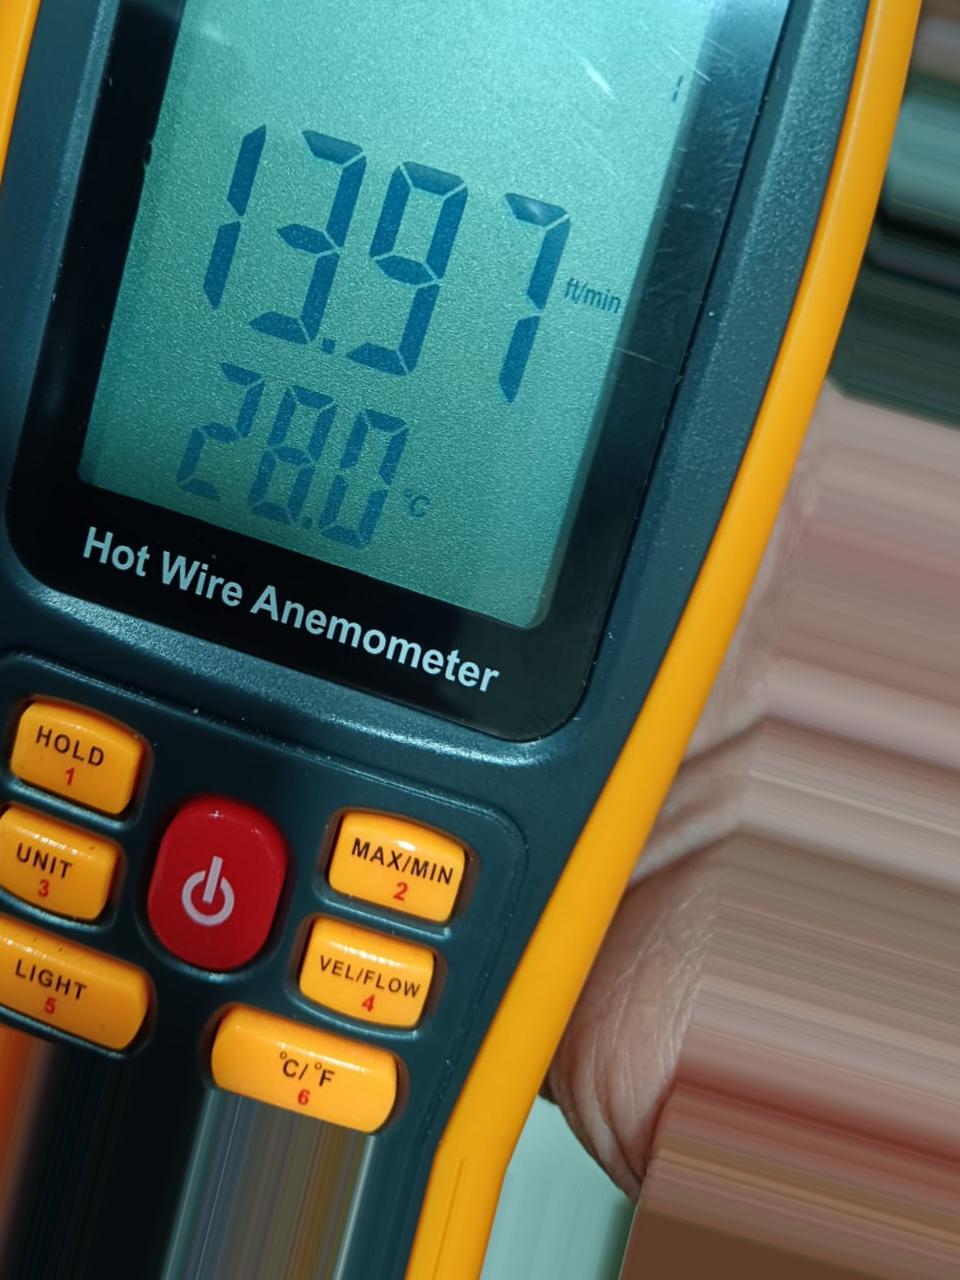 13.97 ft/min
28.0 °C
Hot Wire Anemometer
HOLD
1
MAX/MIN
2
UNIT
3
VEL/FLOW
4
LIGHT
5
°C/°F
6